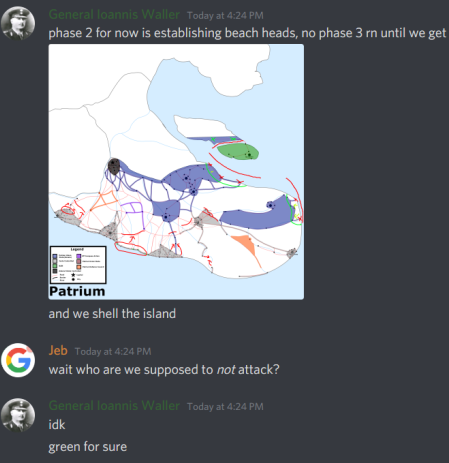 General Ioannis Waller Today at 4:24 PM
phase 2 for now is establishing beach heads, no phase 3 rn until we get
Legend
Patrium
and we shell the island
Jeb Today at 4:24 PM
wait who are we supposed to not attack?
General Ioannis Waller Today at 4:24 PM
idk
green for sure